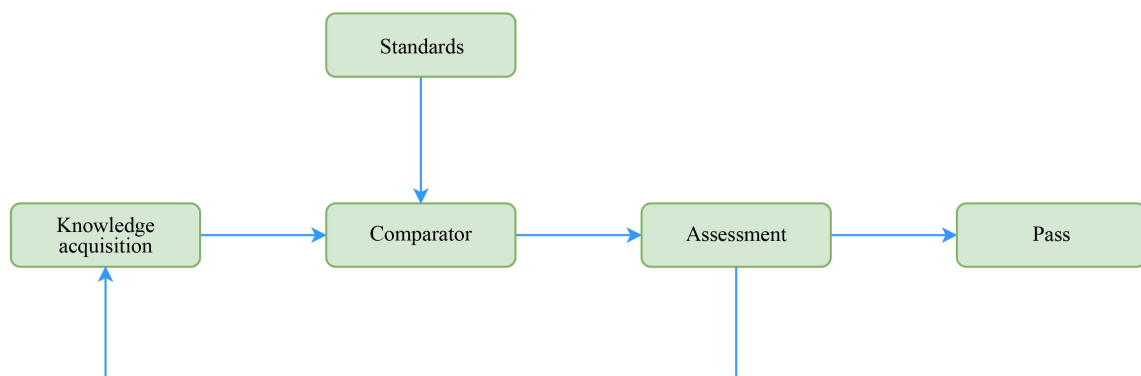 Standards
Knowledge
acquisition
Comparator
Assessment
Pass